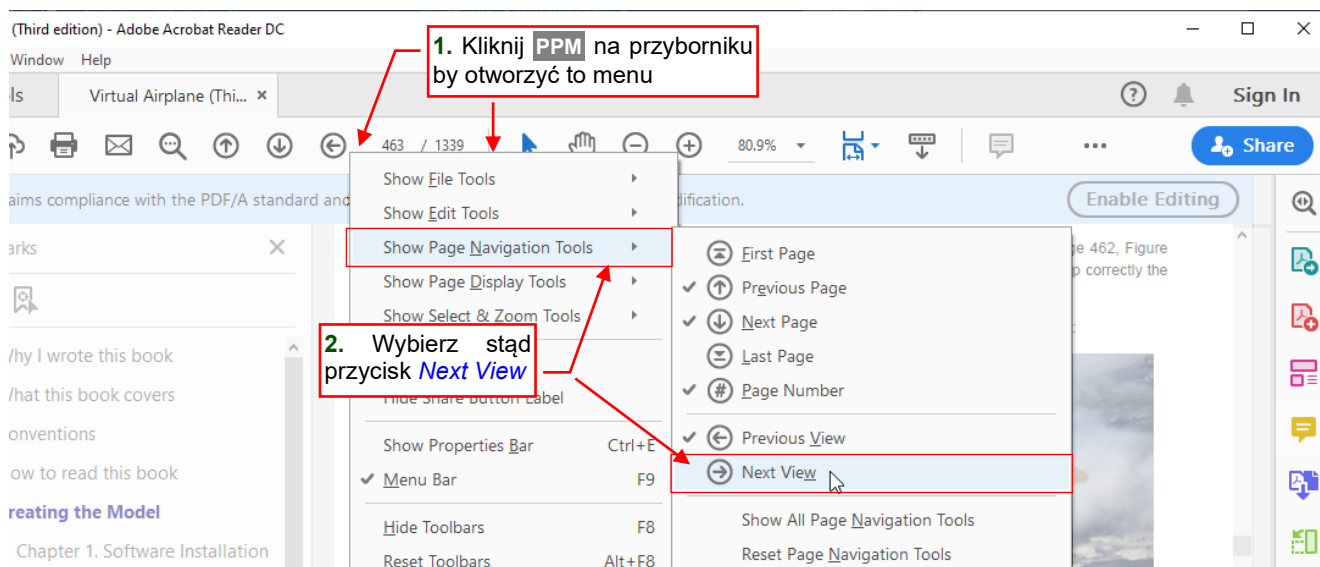 (Third edition) - Adobe Acrobat Reader DC
Window Help
1. Kliknij PPM na przyborniku
by otworzyć to menu
ls
Virtual Airplane (Thi... ×
Sign In
463 / 1339
80.9%
Share
aims compliance with the PDF/A standard and
dification.
Enable Editing
arks
Show File Tools
Show Edit Tools
Show Page Navigation Tools
Show Page Display Tools
Show Select & Zoom Tools
2. Wybierz stąd
przycisk Next View
Hide Share Button Label
Show Properties Bar Ctrl+E
Menu Bar F9
Hide Toolbars F8
Reset Toolbars Alt+F8
First Page
Previous Page
Next Page
Last Page
Page Number
Previous View
Next View
Show All Page Navigation Tools
Reset Page Navigation Tools
ge 462, Figure
p correctly the
Why I wrote this book
What this book covers
onventions
ow to read this book
reating the Model
Chapter 1. Software Installation